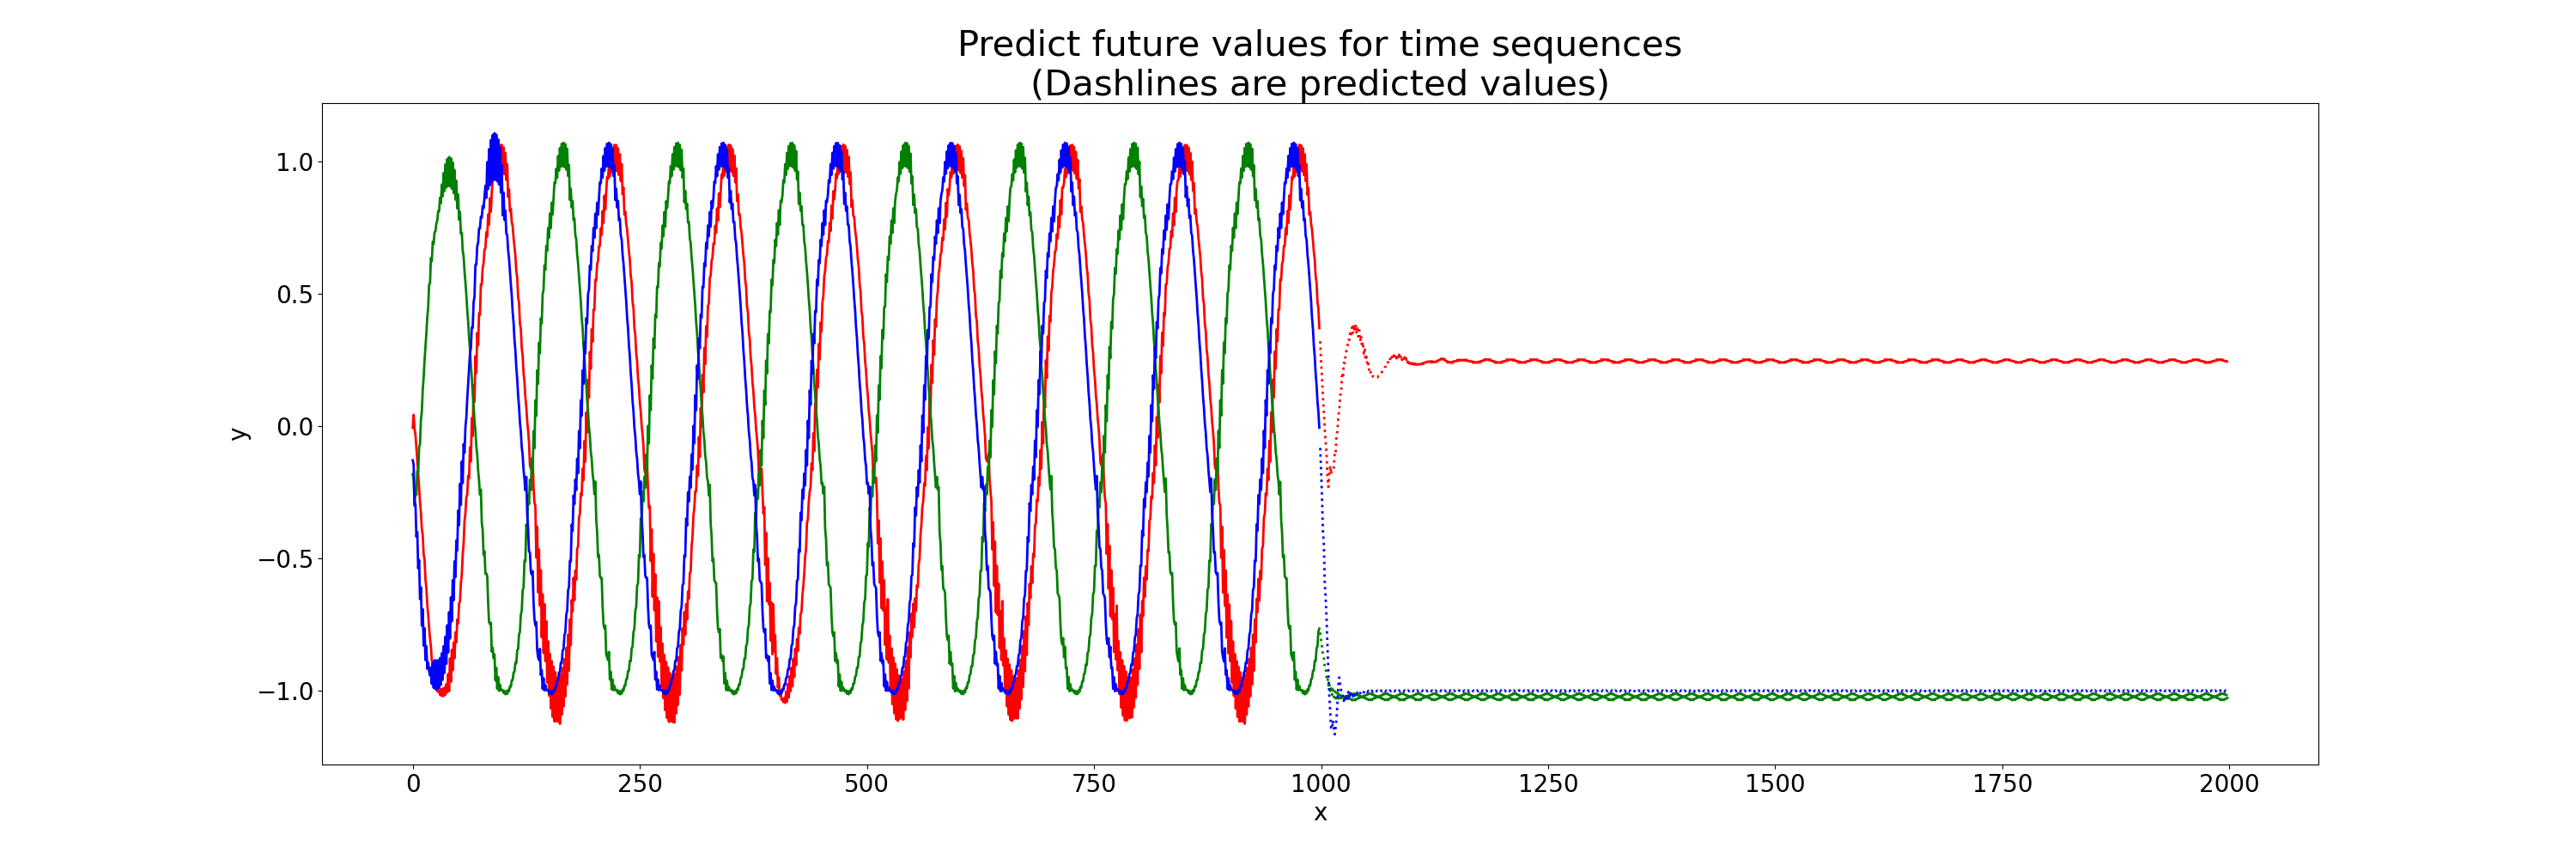 Predict future values for time sequences
(Dashlines are predicted values)
1.0
0.5
0.0
−0.5
−1.0
y
0 250 500 750 1000 1250 1500 1750 2000
x